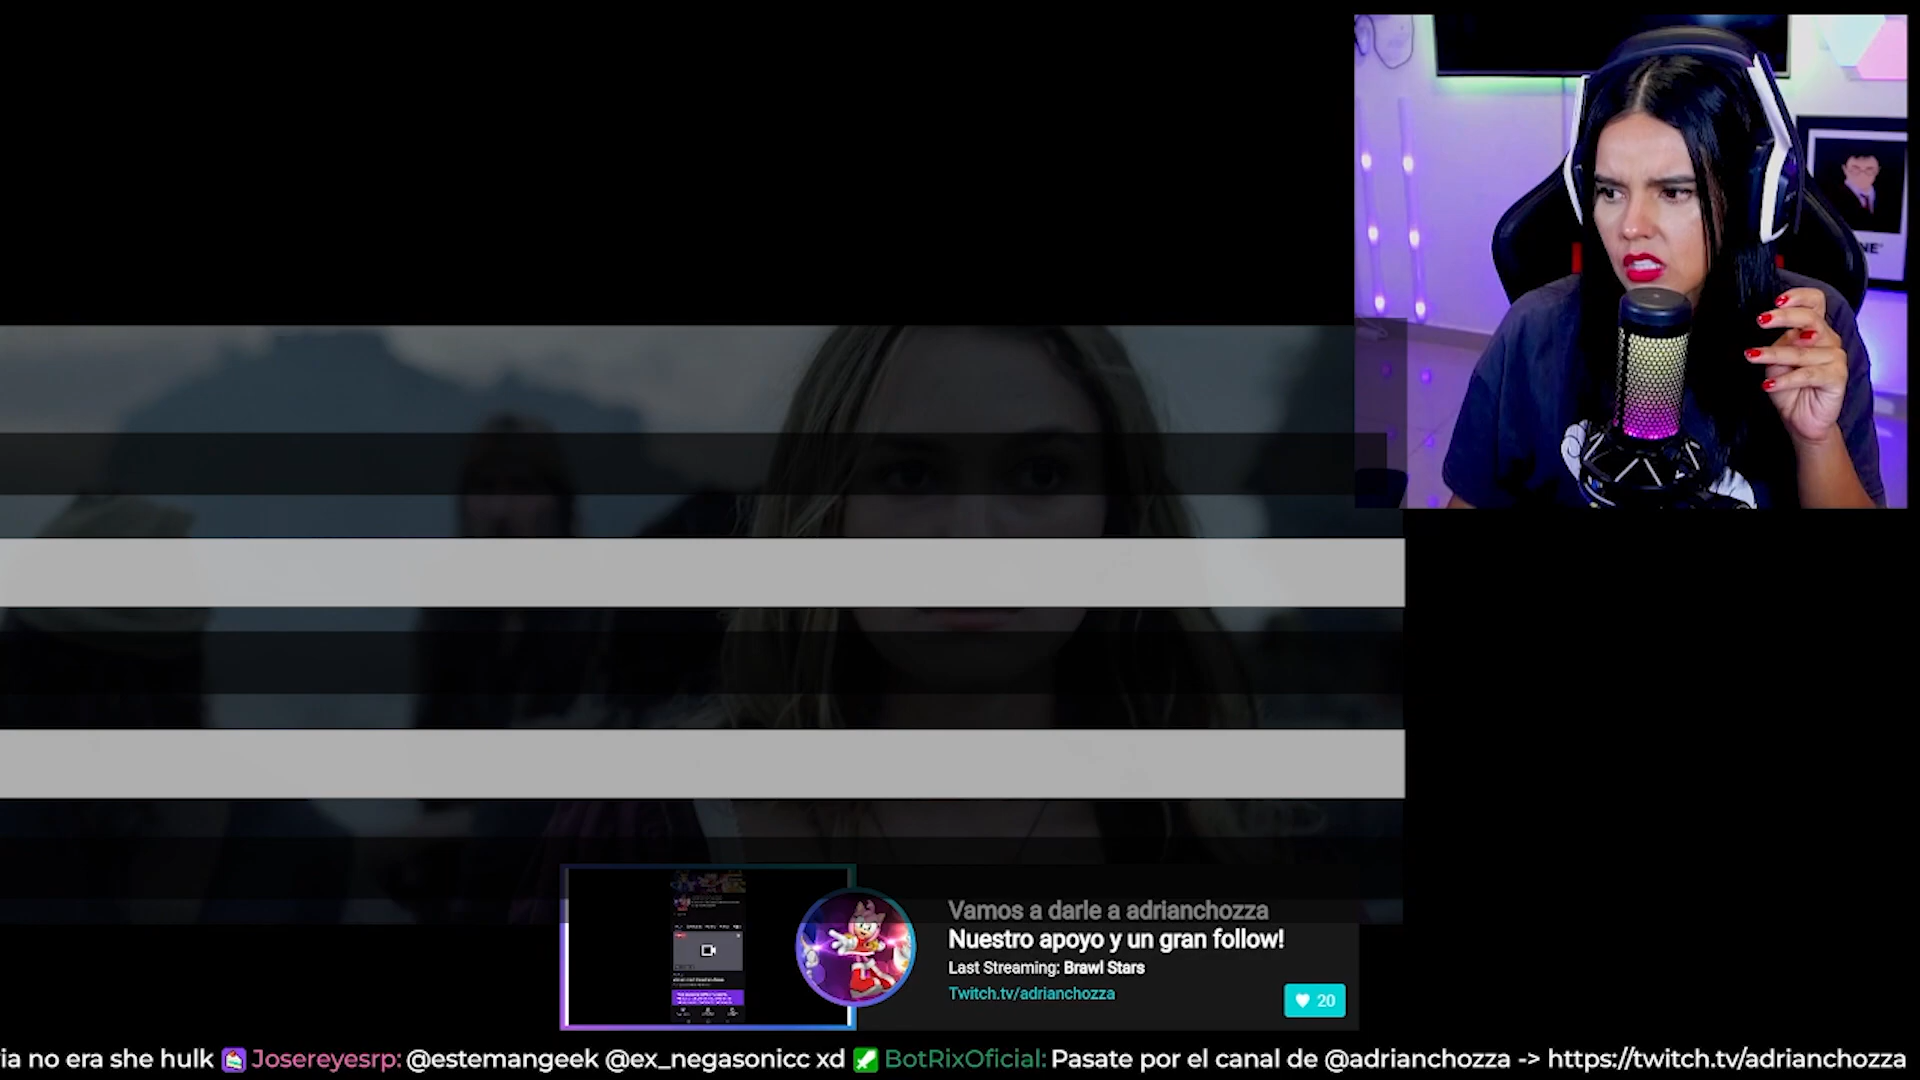 NE"
Vamos a darle a adrianchozza
Nuestro apoyo y un gran follow!
Last Streaming: Brawl Stars
Twitch.tv/adrianchozza
20
ia no era she hulk Josereyesrp: @estemangeek @ex_negasonicc xd BotRixOficial: Pasate por el canal de @adrianchozza -> https://twitch.tv/adrianchozza